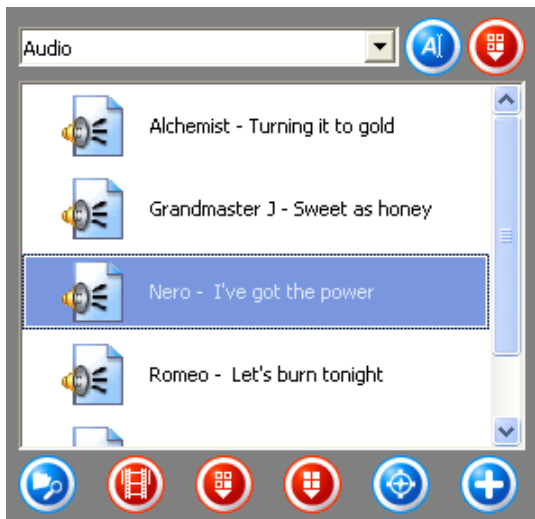 Audio
A
Alchemist - Turning it to gold
Grandmaster J - Sweet as honey
Nero - I've got the power
Romeo - Let's burn tonight